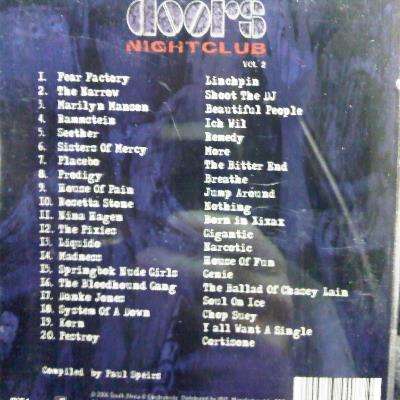 doors
NIGHTCLUB
VOL 2
1. Fear Factory Linchpin
2. The Narrow Shoot The DJ
3. Marilyn Manson Beautiful People
4. Rammstein Ich Wil
5. Seether Remedy
6. Sisters Of Mercy More
7. Placebo The Bitter End
8. Prodigy Breathe
9. House Of Pain Jump Around
10. Rosetta Stone Nothing
11. Nina Hagen Born in Xixax
12. The Pixies Gigantic
13. Liquido Narcotic
14. Madness House Of Fun
15. Springbok Nude Girls Genie
16. The Bloodhound Gang The Ballad Of Chasey Lain
17. Danko Jones Soul On Ice
18. System Of A Down Chop Suey
19. Korn Y'all Want A Single
20. Festroy Cortisone
Compiled by Paul Speirs